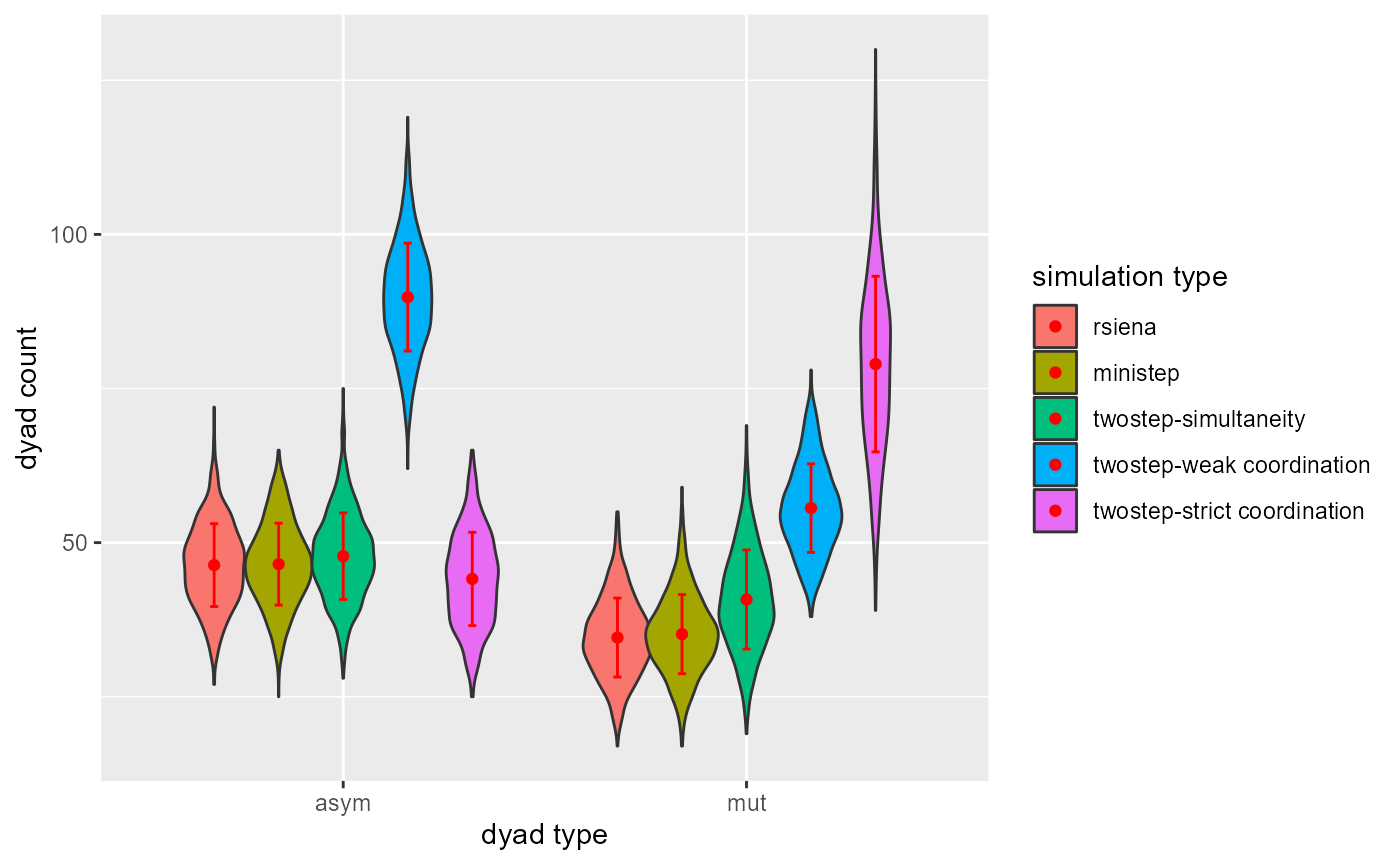 dyad count
100
50
asym
mut
dyad type
simulation type
rsiena
ministep
twostep-simultaneity
twostep-weak coordination
twostep-strict coordination